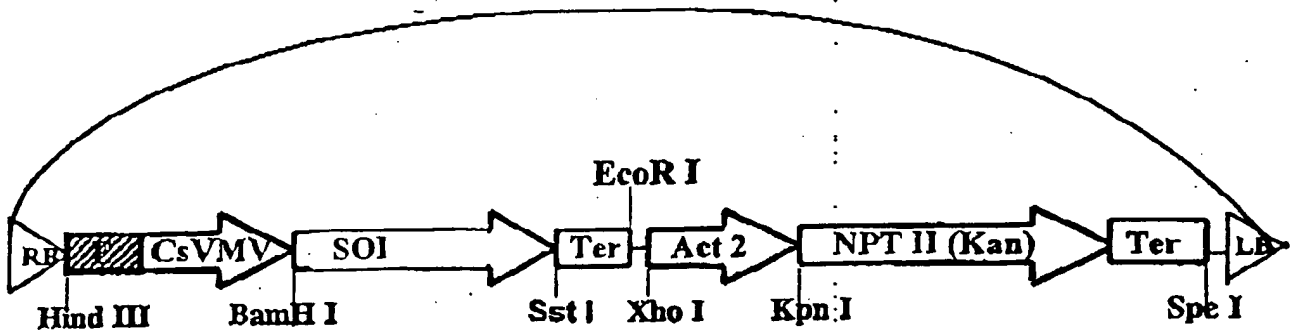 EcoR I
RB CsVMV SOI Ter Act 2 NPT II (Kan) Ter LB
Hind III BamH I Sst I Xho I Kpn I Spe I